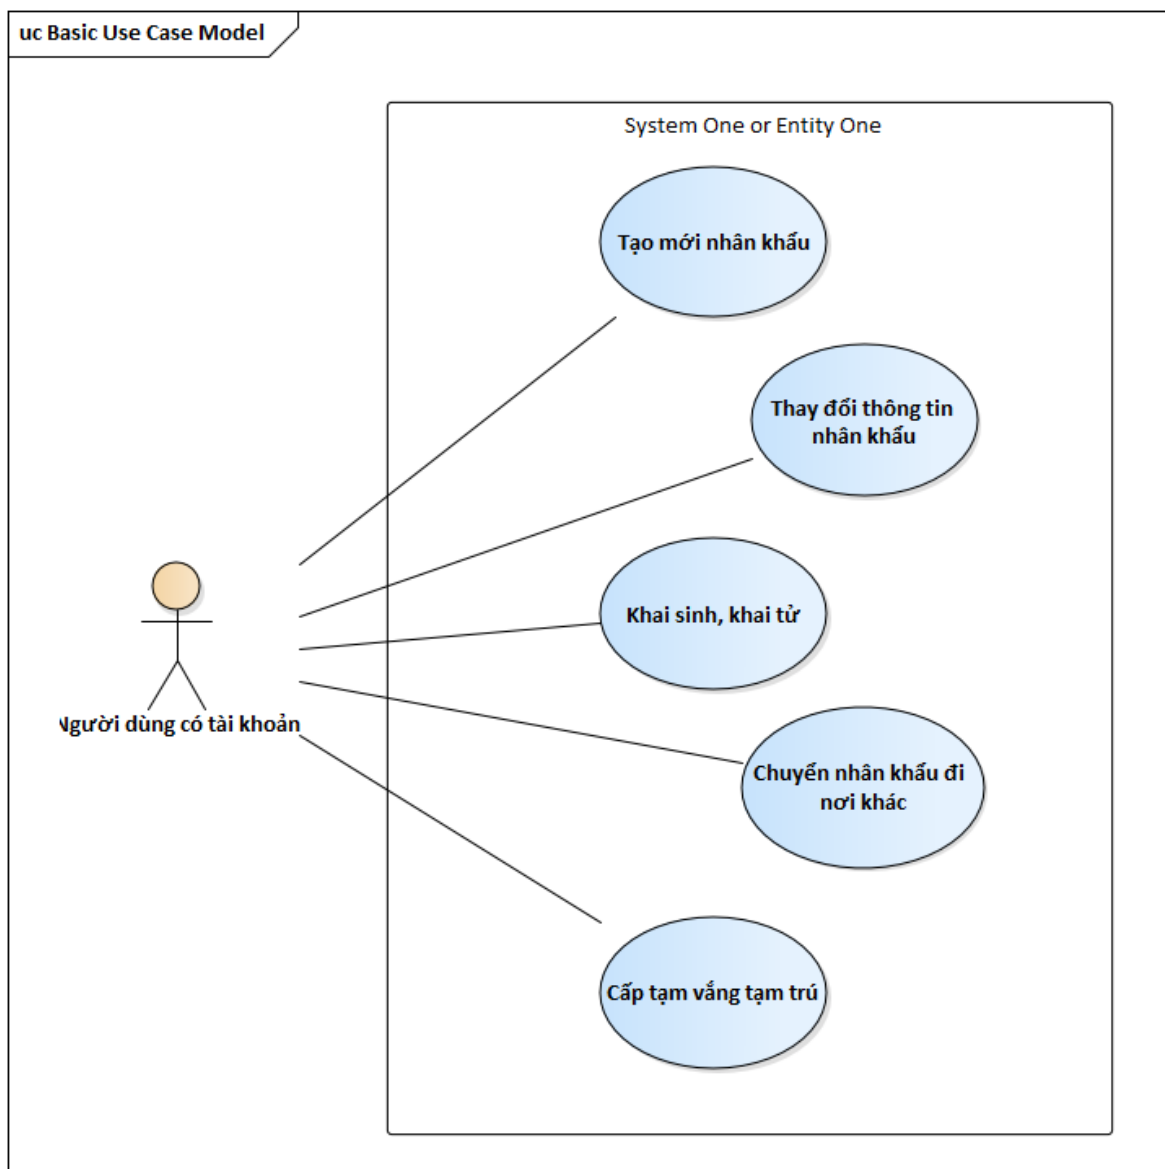 uc Basic Use Case Model
System One or Entity One
Tạo mới nhân khẩu
Thay đổi thông tin
nhân khẩu
Khai sinh, khai tử
Người dùng có tài khoản
Chuyển nhân khẩu đi
nơi khác
Cấp tạm vắng tạm trú